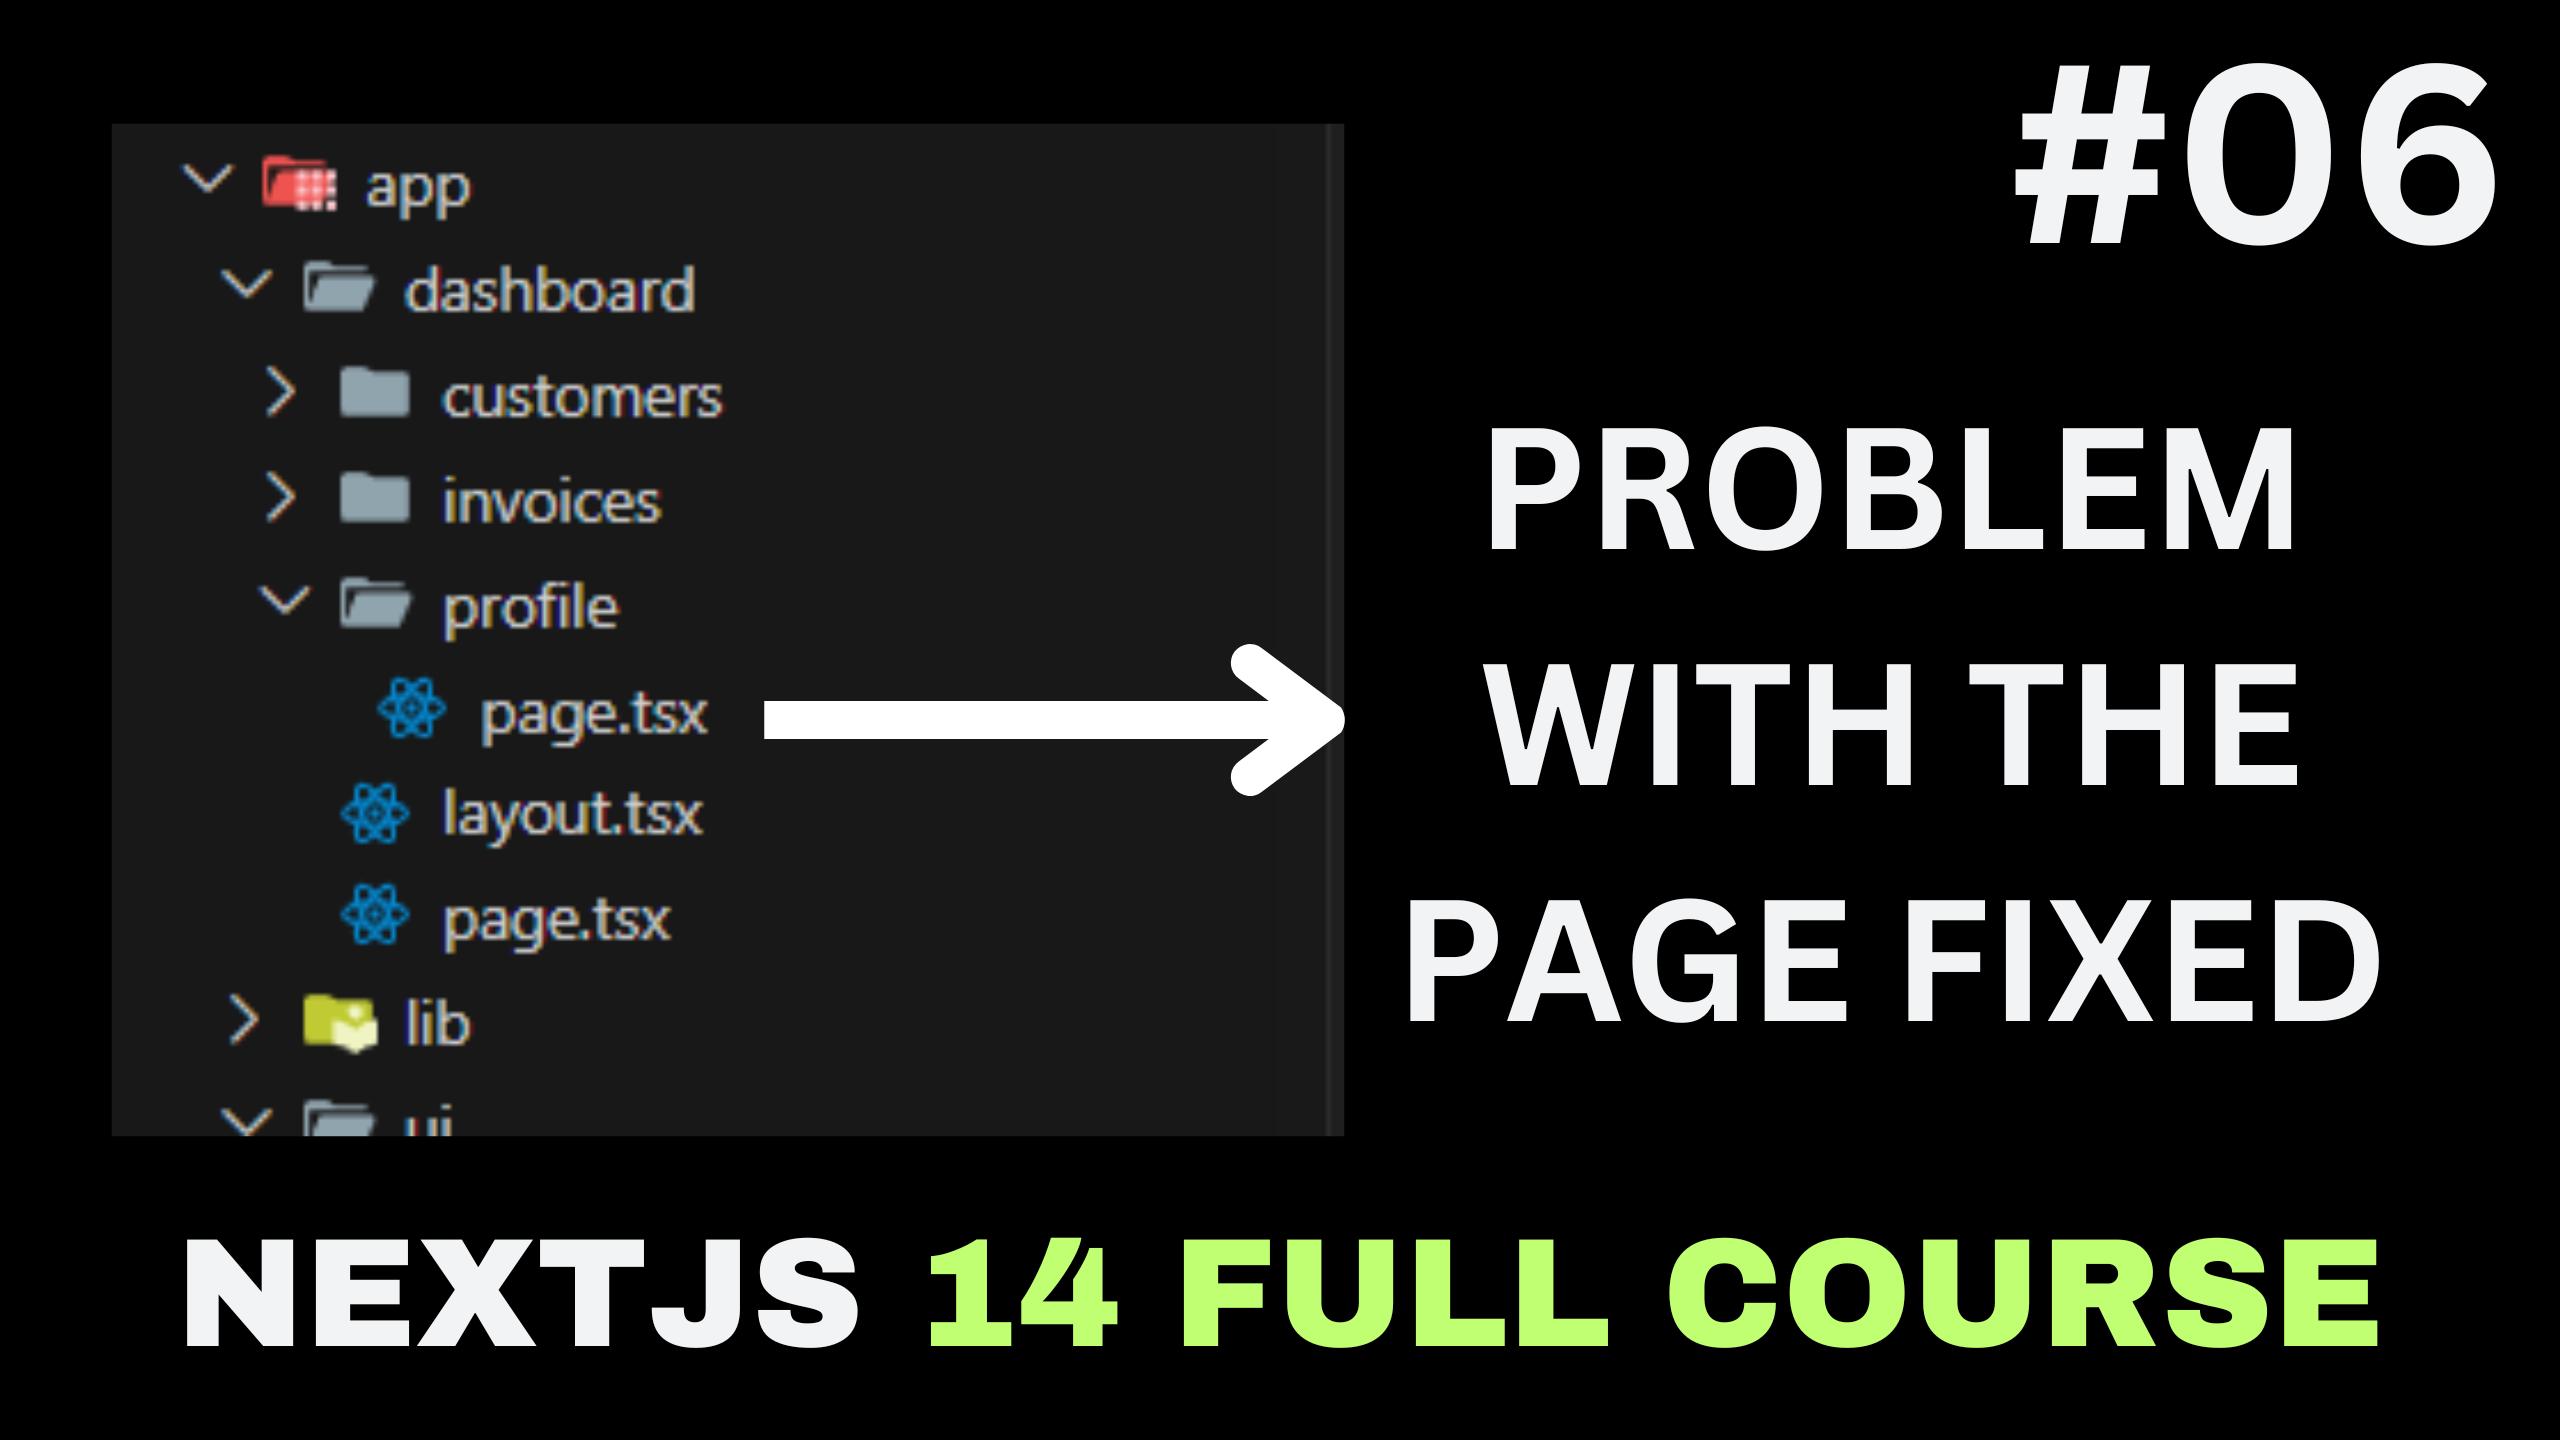 #06
app
dashboard
customers
invoices
profile
page.tsx
layout.tsx
page.tsx
lib
ui
PROBLEM
WITH THE
PAGE FIXED
NEXTJS 14 FULL COURSE